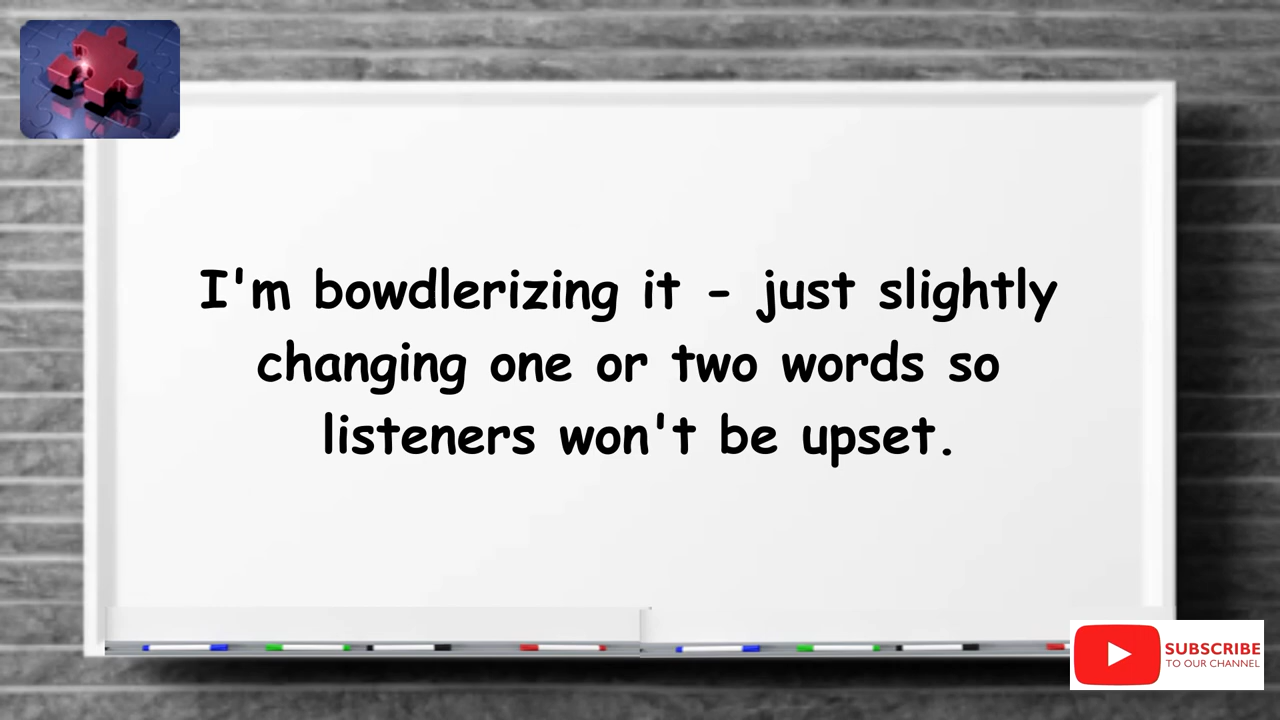 I'm bowdlerizing it - just slightly
changing one or two words so
listeners won't be upset.
SUBSCRIBE
TO OUR CHANNEL